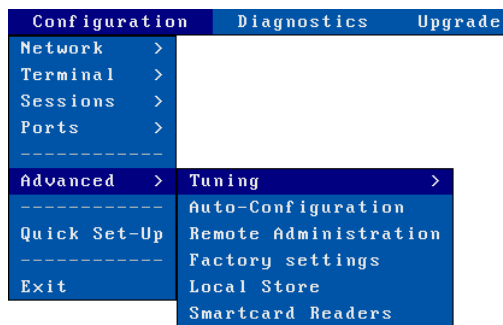 Configuration Diagnostics Upgrade
Network >
Terminal >
Sessions >
Ports >
------------
Advanced > Tuning >
------------ Auto-Configuration
Quick Set-Up Remote Administration
------------ Factory settings
Exit Local Store
Smartcard Readers